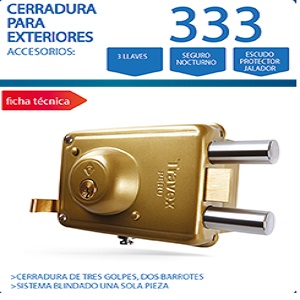 CERRADURA
PARA
EXTERIORES
ACCESORIOS:
333
3 LLAVES
SEGURO
NOCTURNO
ESCUDO
PROTECTOR
JALADOR
ficha técnica
Travex
>CERRADURA DE TRES GOLPES, DOS BARROTES
>SISTEMA BLINDADO UNA SOLA PIEZA